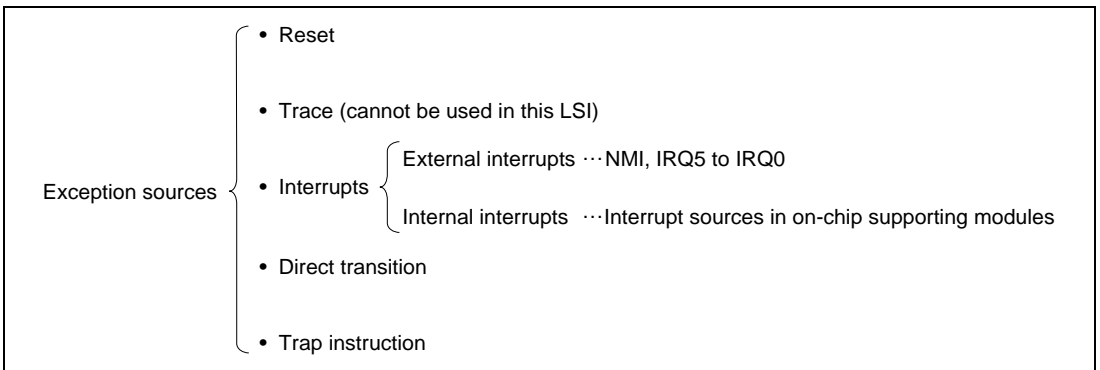 • Reset
• Trace (cannot be used in this LSI)
External interrupts ⋯NMI, IRQ5 to IRQ0
Exception sources
• Interrupts
Internal interrupts ⋯Interrupt sources in on-chip supporting modules
• Direct transition
• Trap instruction